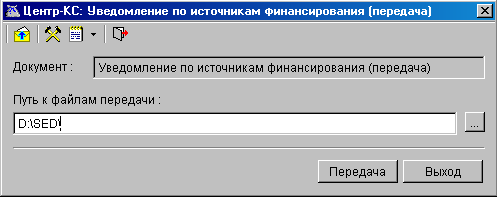 Центр-КС: Уведомление по источникам финансирования (передача)
Документ : Уведомление по источникам финансирования (передача)
Путь к файлам передачи :
D:\SED\
...
Передача Выход